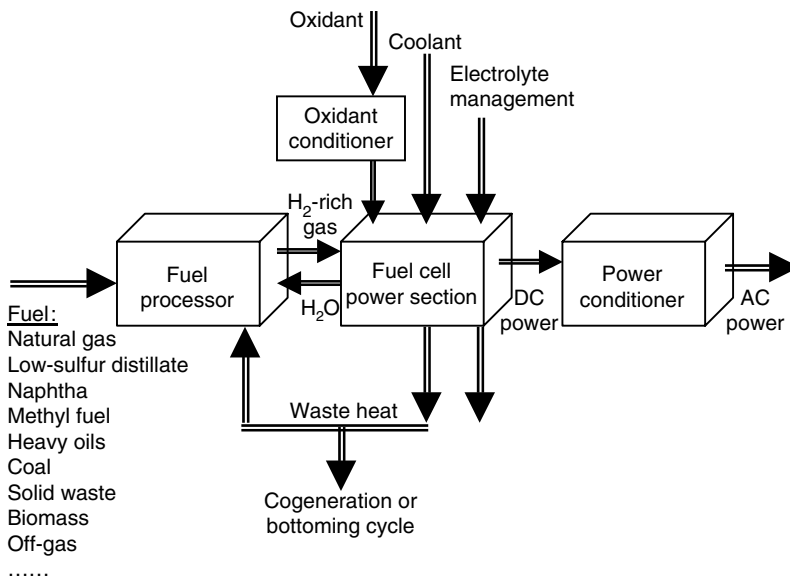 Oxidant
Coolant
Electrolyte
management
Oxidant
conditioner
H2-rich
gas
Fuel
processor
Fuel cell
power section
Power
conditioner
H2O
DC
power
AC
power
Fuel:
Natural gas
Low-sulfur distillate
Naphtha
Methyl fuel
Heavy oils
Coal
Solid waste
Biomass
Off-gas
......
Waste heat
Cogeneration or
bottoming cycle